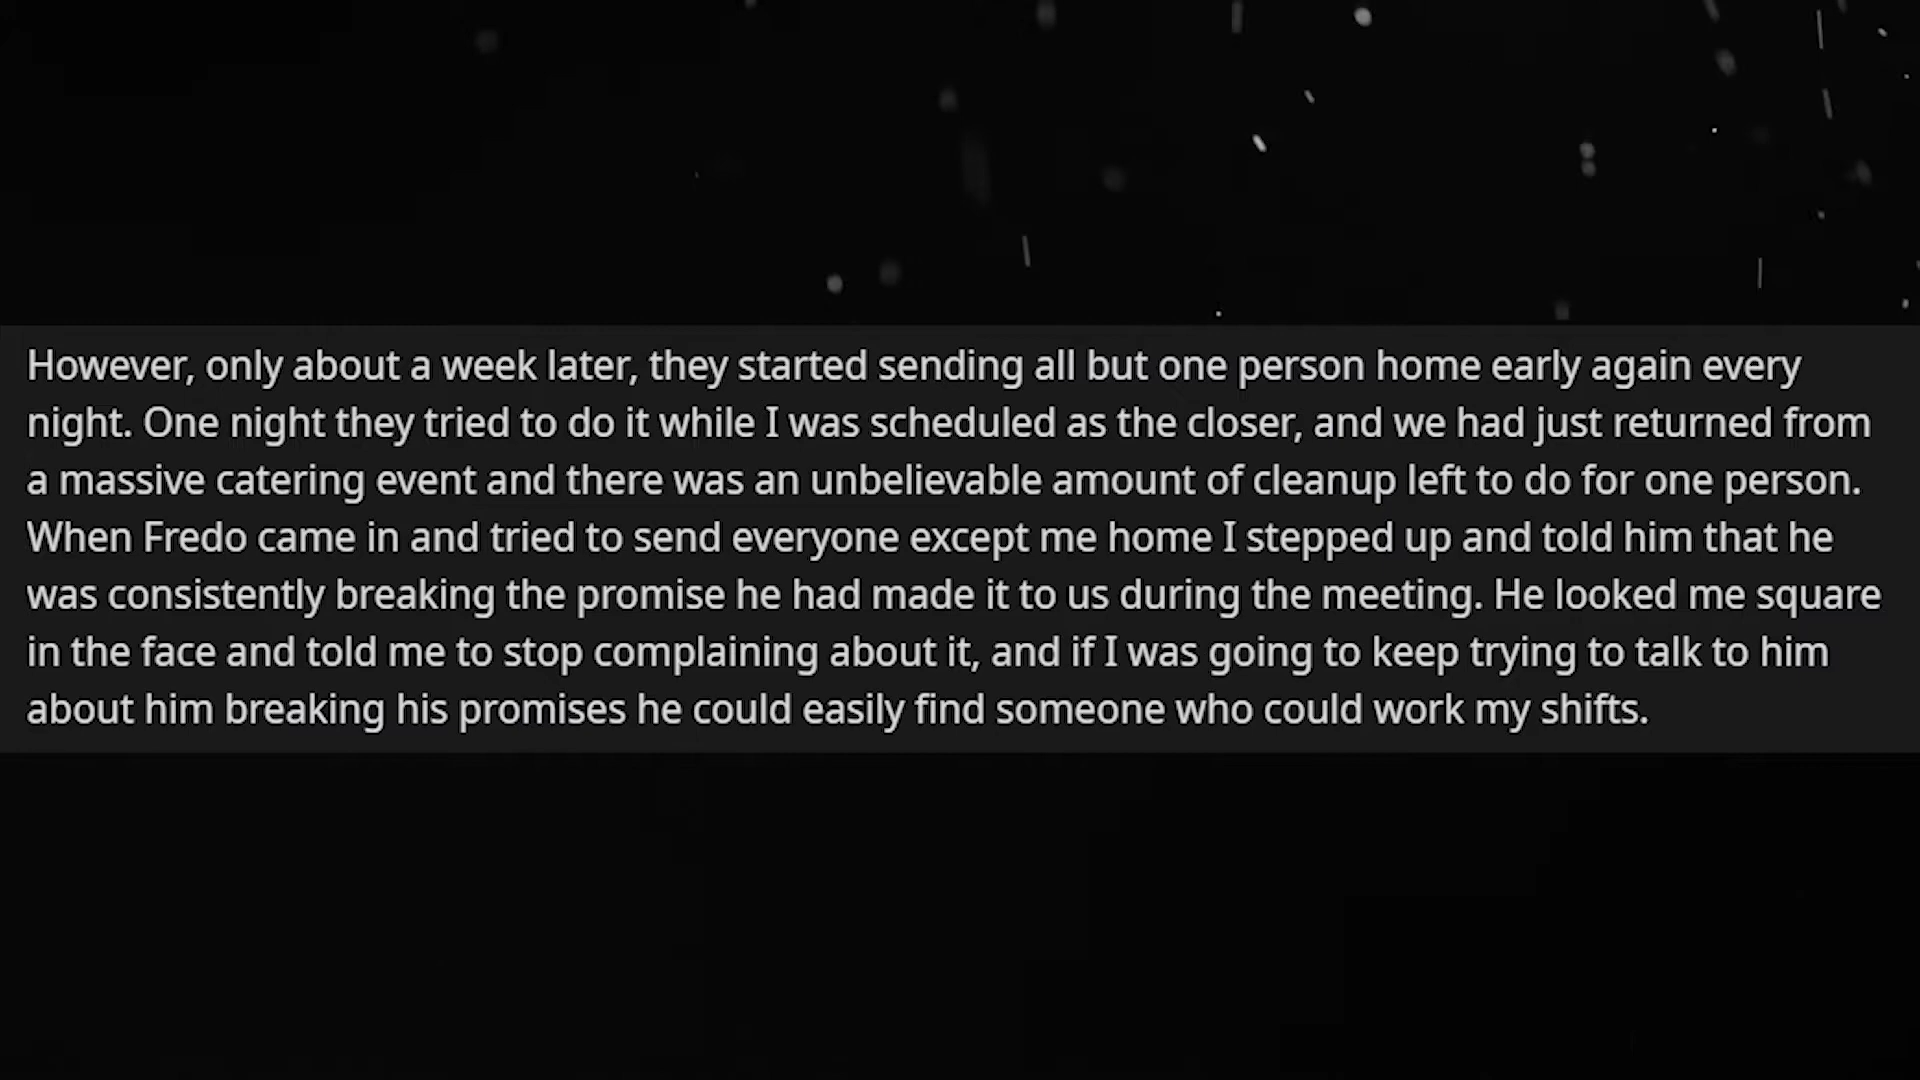 However, only about a week later, they started sending all but one person home early again every
night. One night they tried to do it while I was scheduled as the closer, and we had just returned from
a massive catering event and there was an unbelievable amount of cleanup left to do for one person.
When Fredo came in and tried to send everyone except me home I stepped up and told him that he
was consistently breaking the promise he had made it to us during the meeting. He looked me square
in the face and told me to stop complaining about it, and if I was going to keep trying to talk to him
about him breaking his promises he could easily find someone who could work my shifts.